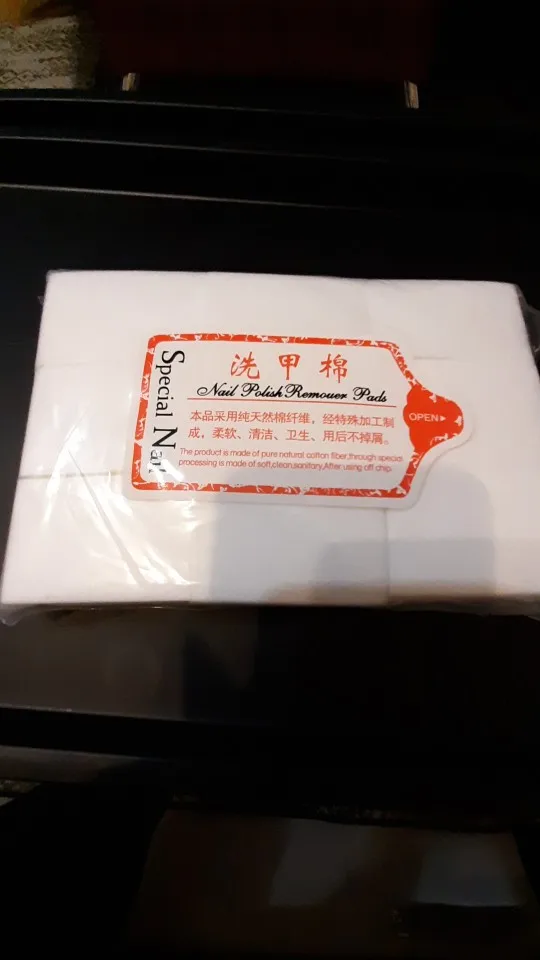 洗甲棉
Nail Polish Remouer Pads
本品采用纯天然棉纤维，经特殊加工制
成，柔软、清洁、卫生、用后不掉屑。
The product is made of pure natural cotton fiber,through special
processing is made of soft,clean,sanitary,After using off chip.
Special Nai
OPEN